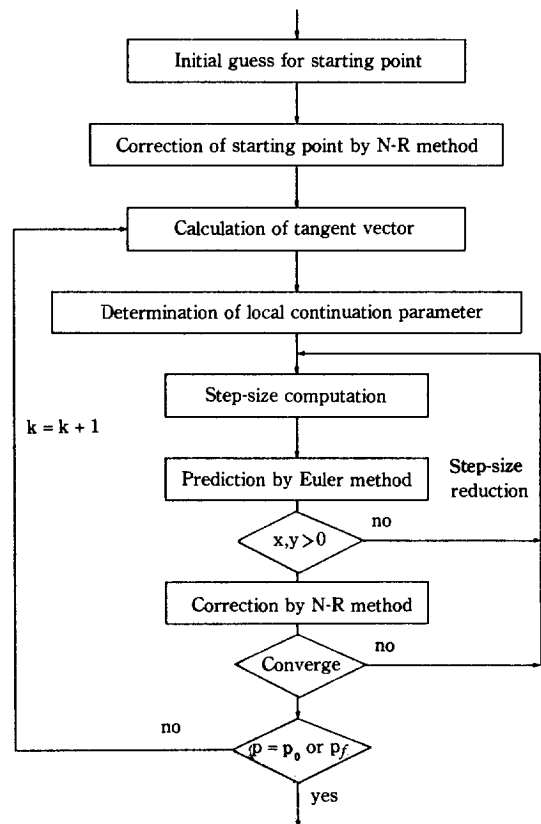 Initial guess for starting point
Correction of starting point by N-R method
Calculation of tangent vector
Determination of local continuation parameter
Step-size computation
k = k + 1
Prediction by Euler method
Step-size
reduction
no
x,y>0
Correction by N-R method
no
Converge
no
p = p₀ or p_f
yes